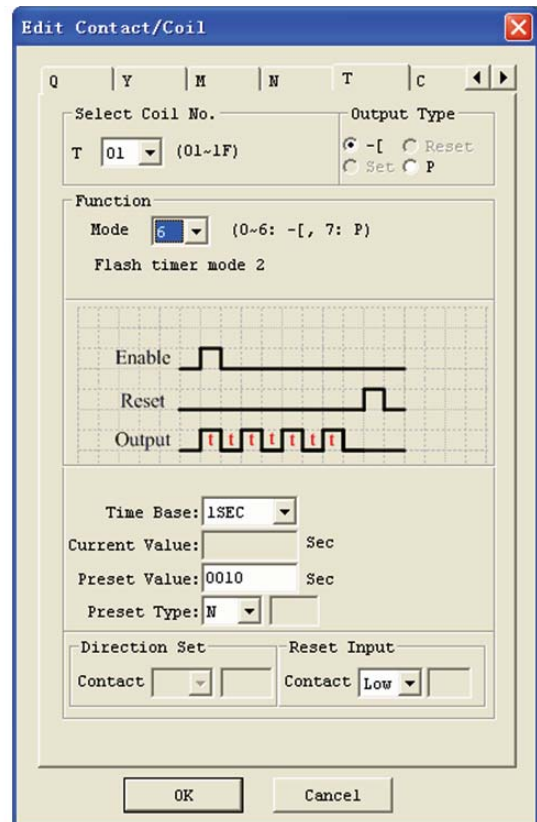 Edit Contact/Coil
Q Y M N T C
Select Coil No. Output Type
T 01 (01~1F) -[ Reset
Set P
Function
Mode 6 (0~6: -[, 7: P)
Flash timer mode 2
Enable
Reset
Output t t t t t t t
Time Base: 1SEC
Current Value: Sec
Preset Value: 0010 Sec
Preset Type: N
Direction Set Reset Input
Contact Contact Low
OK Cancel